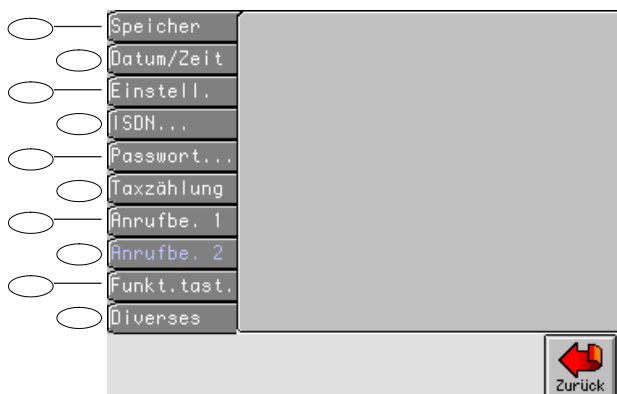 Speicher
Datum/Zeit
Einstell.
ISDN...
Passwort...
Taxzählung
Anrufbe. 1
Anrufbe. 2
Funkt.tast.
Diverses
Zurück